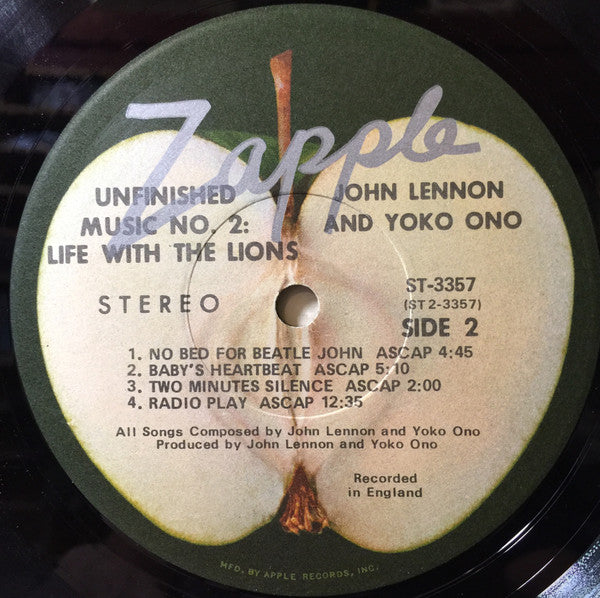 Zapple
UNFINISHED
MUSIC NO. 2:
LIFE WITH THE LIONS
JOHN LENNON
AND YOKO ONO
STEREO
ST-3357
(ST 2-3357)
SIDE 2
1. NO BED FOR BEATLE JOHN ASCAP 4:45
2. BABY'S HEARTBEAT ASCAP 5:10
3. TWO MINUTES SILENCE ASCAP 2:00
4. RADIO PLAY ASCAP 12:35
All Songs Composed by John Lennon and Yoko Ono
Produced by John Lennon and Yoko Ono
Recorded
in England
MFD. BY APPLE RECORDS, INC.